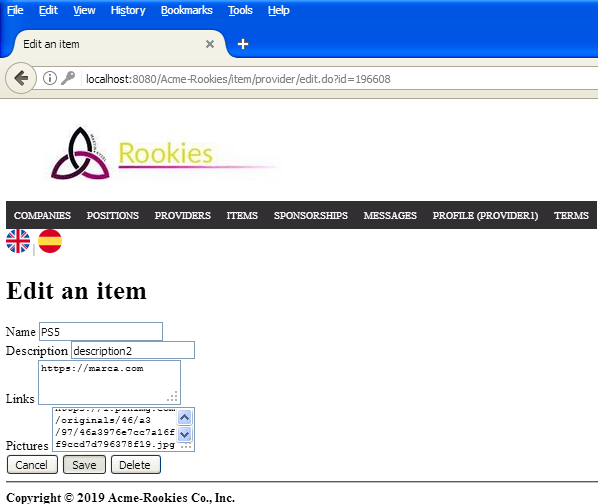 File Edit View History Bookmarks Tools Help
Edit an item
localhost:8080/Acme-Rookies/item/provider/edit.do?id=196608
Rookies
COMPANIES POSITIONS PROVIDERS ITEMS SPONSORSHIPS MESSAGES PROFILE (PROVIDER1) TERMS
|
Edit an item
Name PS5
Description description2
Links https://marca.com
Pictures https://i.pinimg.com
/originals/46/a3
/97/46a3976e7cc7a16f
f9ccd7d796378f19.jpg
Cancel Save Delete
Copyright © 2019 Acme-Rookies Co., Inc.